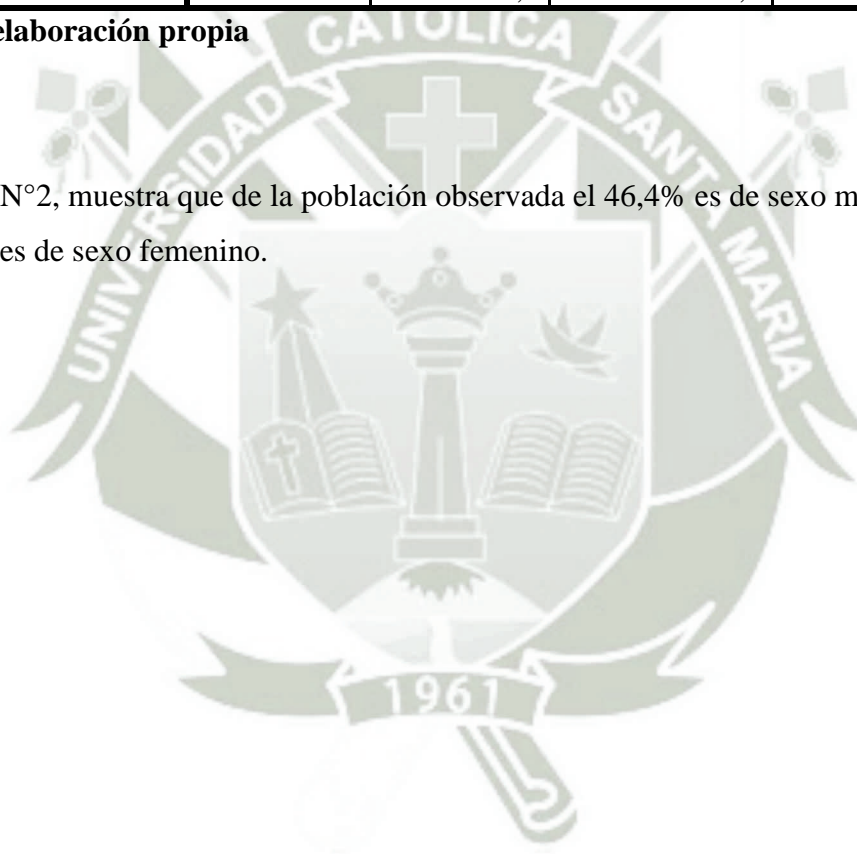 elaboración propia
CATOLICA
UNIVERSIDAD
SANTA MARIA
N°2, muestra que de la población observada el 46,4% es de sexo m
es de sexo femenino.
1961